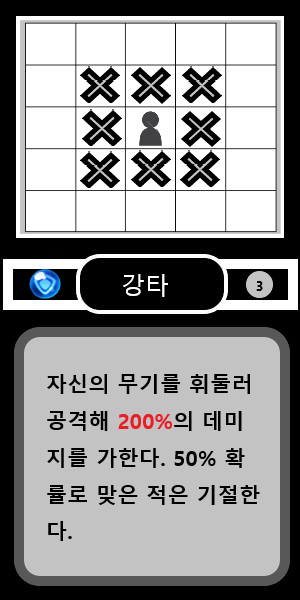 강타
3
자신의 무기를 휘둘러
공격해 200%의 데미
지를 가한다. 50% 확
률로 맞은 적은 기절한
다.